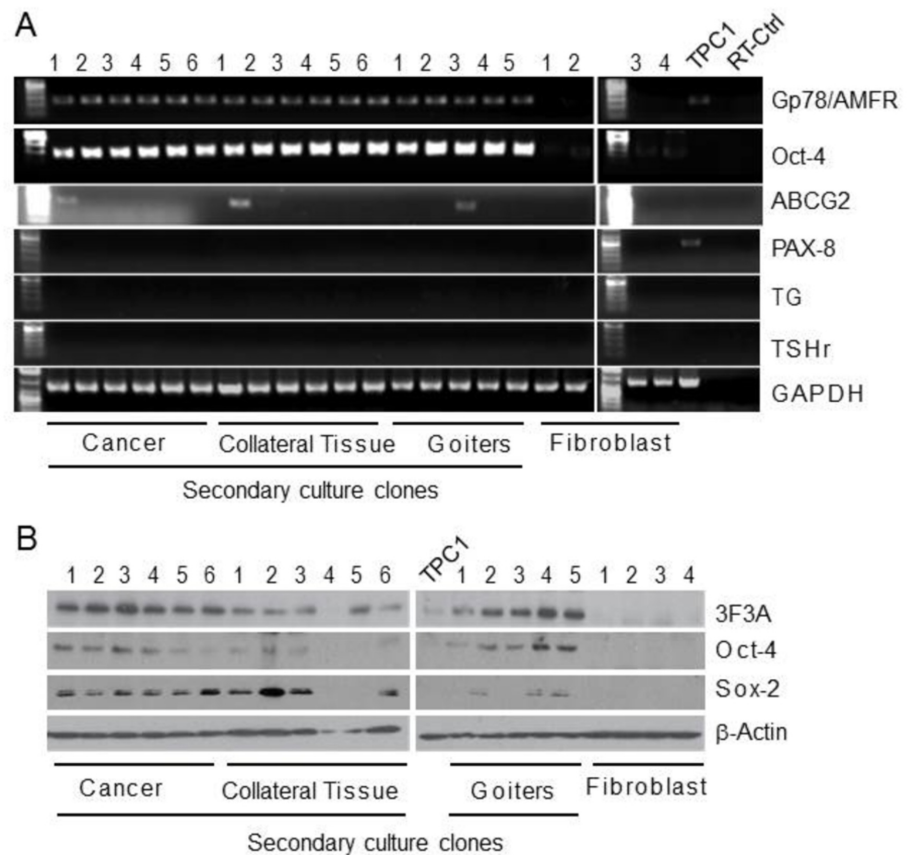 A
1 2 3 4 5 6 1 2 3 4 5 6 1 2 3 4 5 1 2 3 4 TPC1 RT-Ctrl
Gp78/AMFR
Oct-4
ABCG2
PAX-8
TG
TSHr
GAPDH
Cancer Collateral Tissue Goiters Fibroblast
Secondary culture clones
B
1 2 3 4 5 6 1 2 3 4 5 6 TPC1 1 2 3 4 5 1 2 3 4
3F3A
Oct-4
Sox-2
β-Actin
Cancer Collateral Tissue Goiters Fibroblast
Secondary culture clones